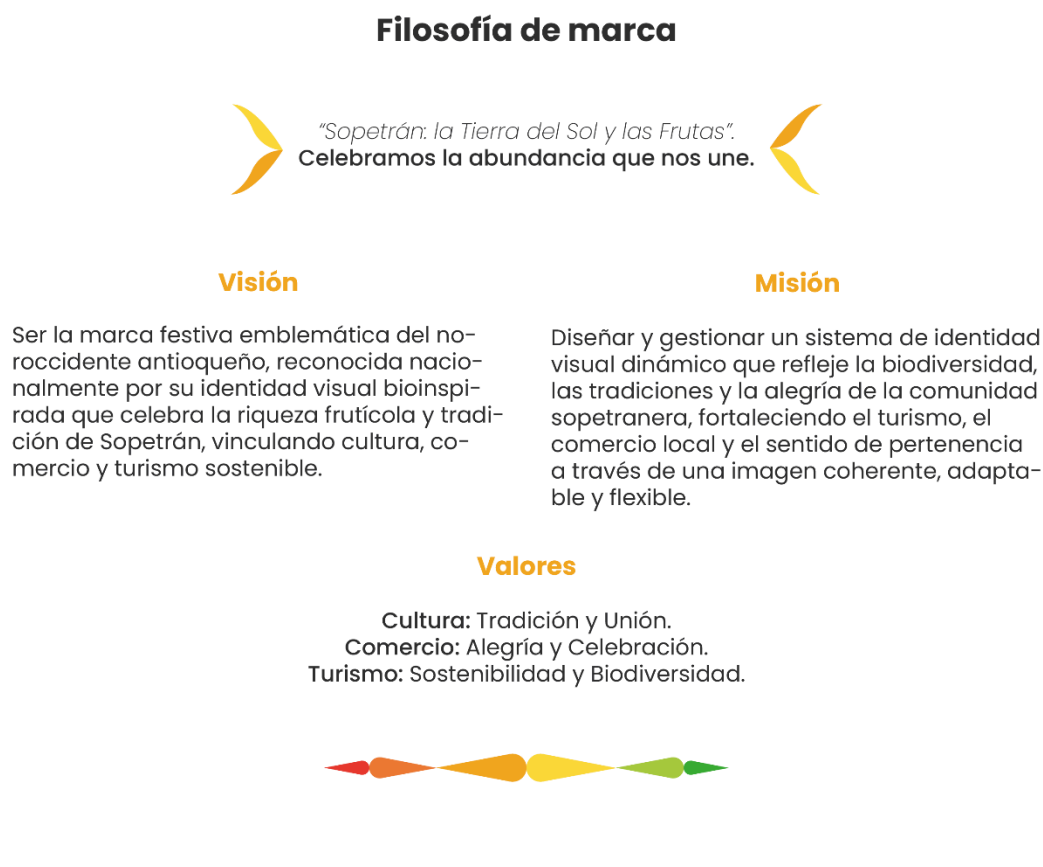 Filosofía de marca
“Sopetrán: la Tierra del Sol y las Frutas”.
Celebramos la abundancia que nos une.
Visión
Ser la marca festiva emblemática del no-
roccidente antioqueño, reconocida nacio-
nalmente por su identidad visual bioinspi-
rada que celebra la riqueza frutícola y tradi-
ción de Sopetrán, vinculando cultura, co-
mercio y turismo sostenible.
Misión
Diseñar y gestionar un sistema de identidad
visual dinámico que refleje la biodiversidad,
las tradiciones y la alegría de la comunidad
sopetranera, fortaleciendo el turismo, el
comercio local y el sentido de pertenencia
a través de una imagen coherente, adapta-
ble y flexible.
Valores
Cultura: Tradición y Unión.
Comercio: Alegría y Celebración.
Turismo: Sostenibilidad y Biodiversidad.